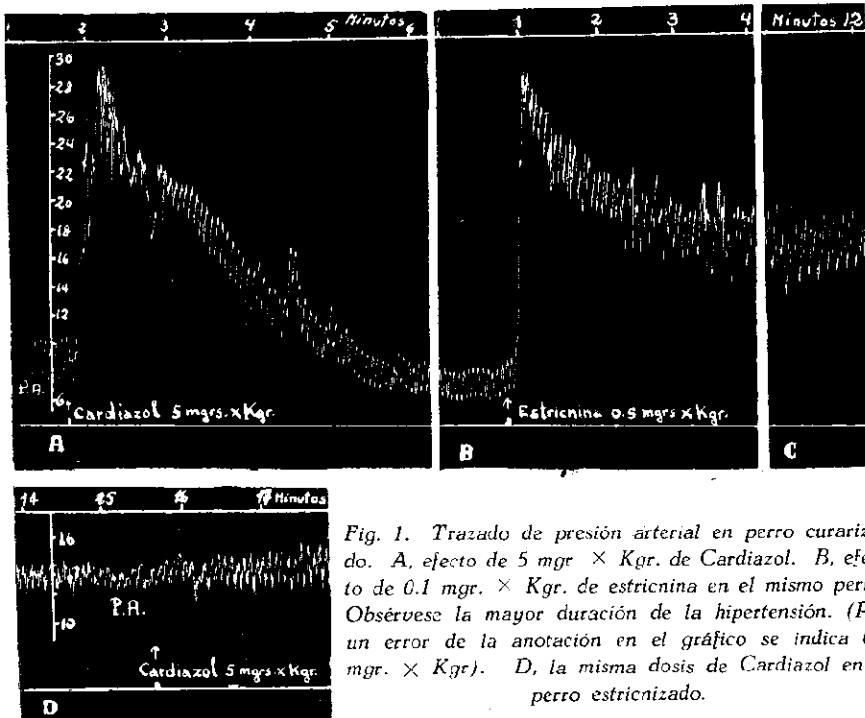 1 2 3 4 5 Minutos 6
1 2 3 4
Minutos 12
30
28
26
24
22
20
18
16
14
12
6
P.A.
Cardiazol 5 mgrs. x Kgr.
A
Estricnina 0.5 mgrs x Kgr.
B
C
14 15 16 17 Minutos
16
P.A.
10
Cardiazol 5 mgrs. x Kgr.
D
Fig. 1. Trazado de presión arterial en perro curariza-
do. A, efecto de 5 mgr × Kgr. de Cardiazol. B, efe
to de 0.1 mgr. × Kgr. de estricnina en el mismo perr
Obsérvese la mayor duración de la hipertensión. (P
un error de la anotación en el gráfico se indica 0
mgr. × Kgr). D, la misma dosis de Cardiazol en
perro estricnizado.